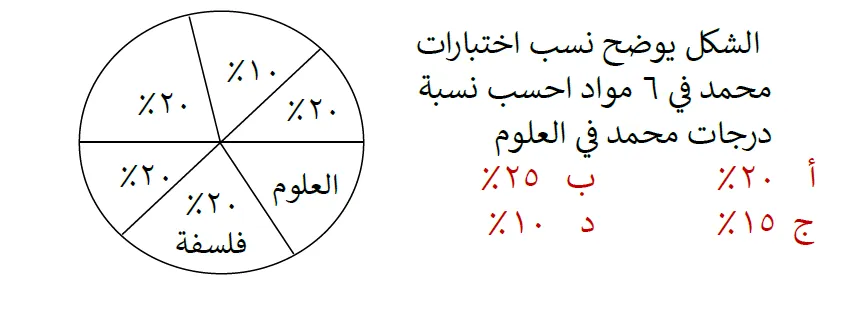 الشكل يوضح نسب اختبارات
محمد في ٦ مواد احسب نسبة
درجات محمد في العلوم
أ ٢٠٪ ب ٢٥٪
ج ١٥٪ د ١٠٪
١٠٪
٢٠٪
٢٠٪
العلوم
٢٠٪
٢٠٪
فلسفة